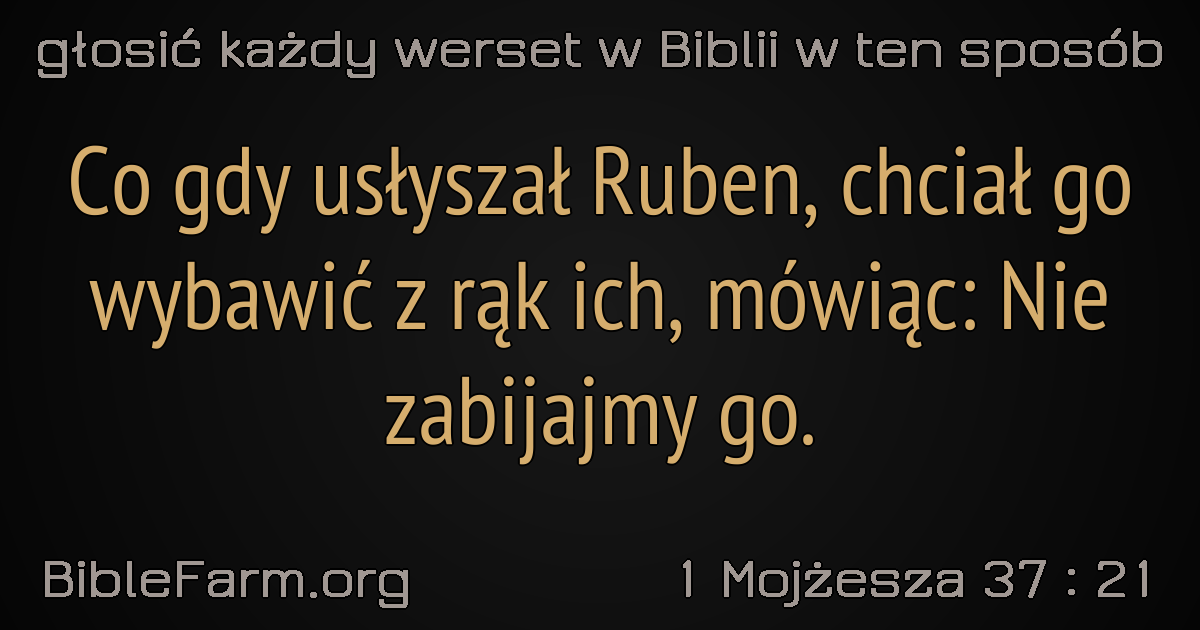 głosić każdy werset w Biblii w ten sposób
Co gdy usłyszał Ruben, chciał go
wybawić z rąk ich, mówiąc: Nie
zabijajmy go.
BibleFarm.org
1 Mojżesza 37 : 21